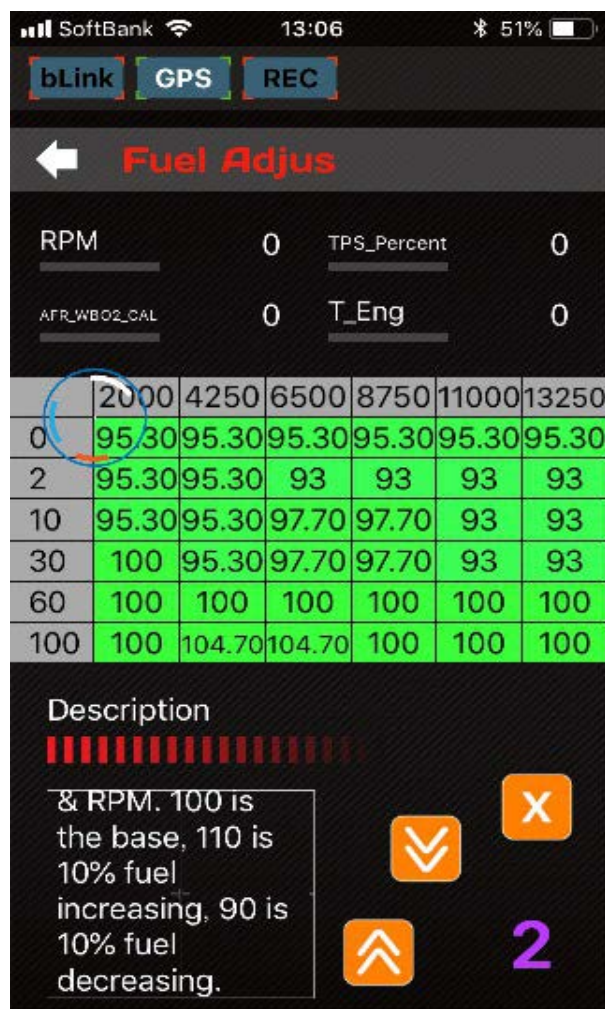 SoftBank 13:06 51%
bLink GPS REC
Fuel Adjus
RPM 0 TPS_Percent 0
AFR_WBO2_CAL 0 T_Eng 0
2000 4250 6500 8750 11000 13250
0 95.30 95.30 95.30 95.30 95.30 95.30
2 95.30 95.30 93 93 93 93
10 95.30 95.30 97.70 97.70 93 93
30 100 95.30 97.70 97.70 93 93
60 100 100 100 100 100 100
100 100 104.70 104.70 100 100 100
Description
& RPM. 100 is
the base, 110 is
10% fuel
increasing, 90 is
10% fuel
decreasing.
X
2